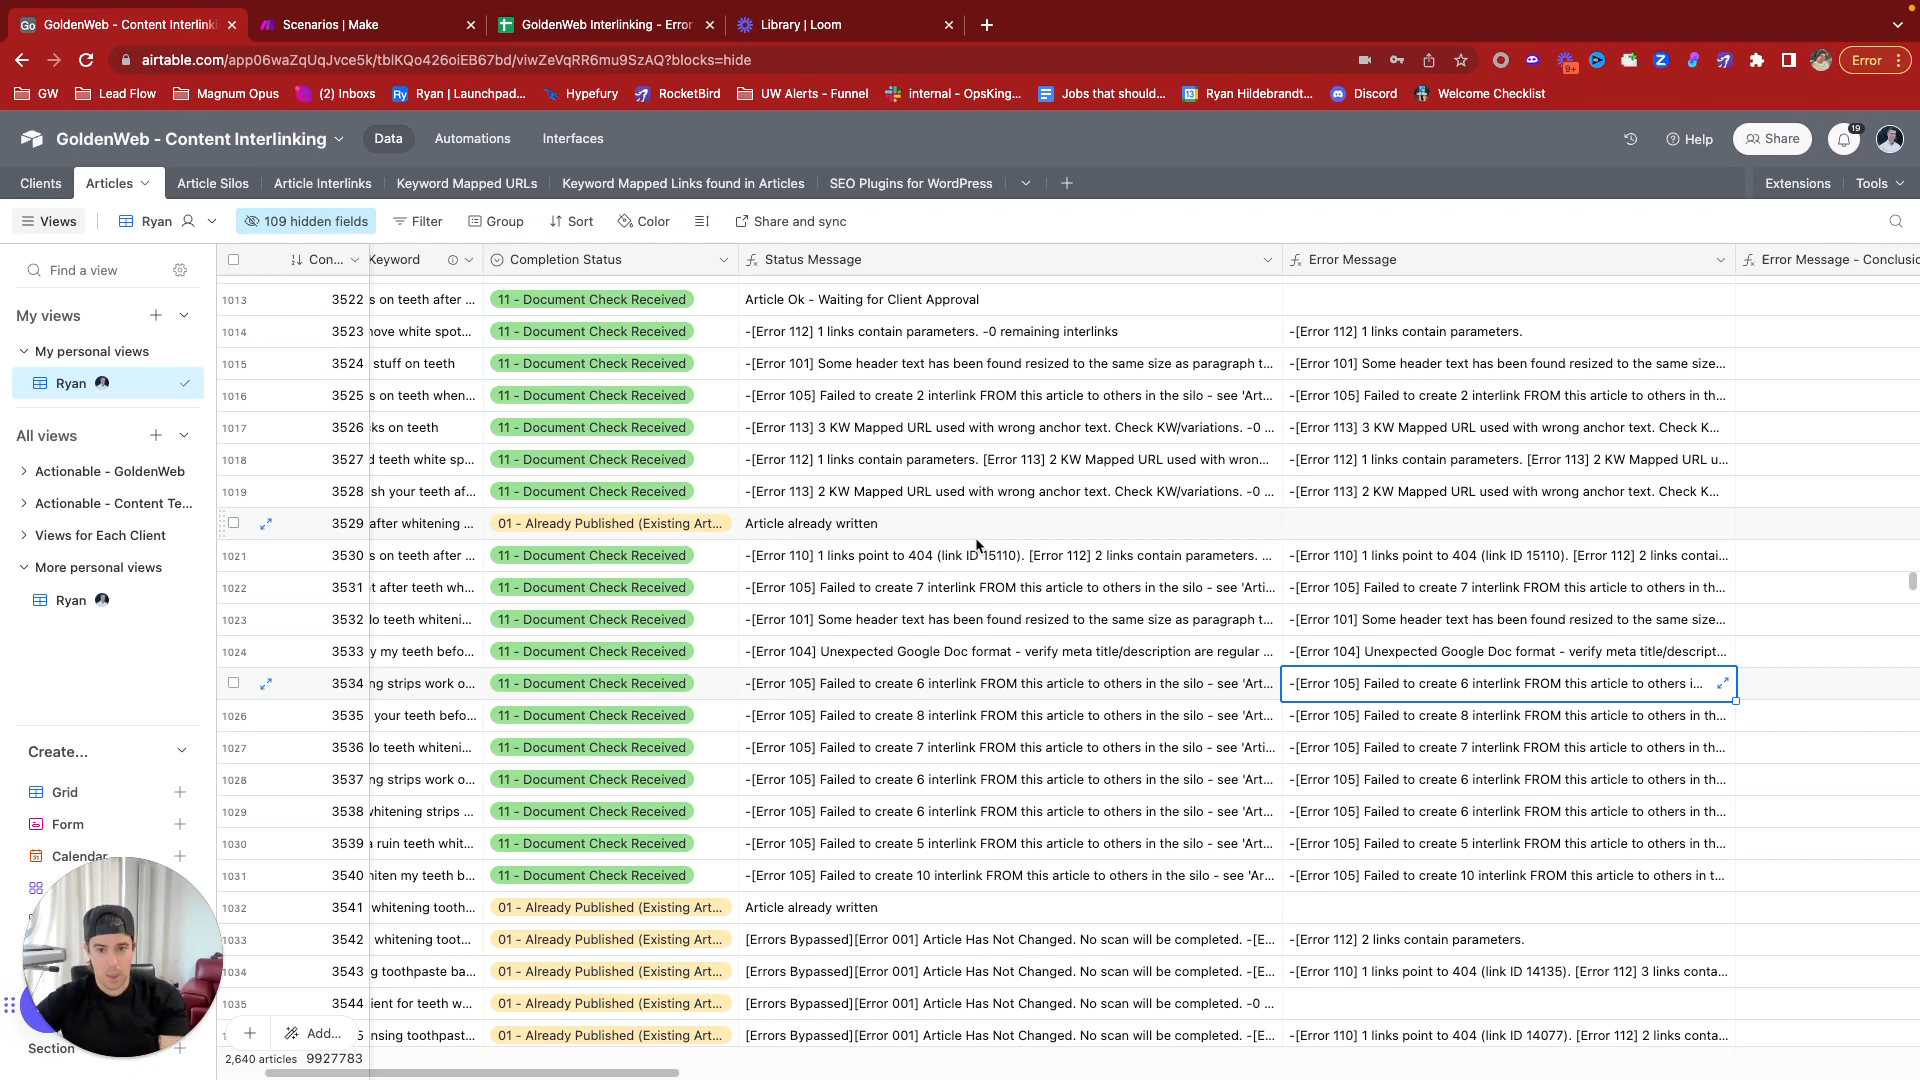 GoldenWeb - Content Interlinki
Scenarios | Make
GoldenWeb Interlinking - Error
Library | Loom
airtable.com/app06waZqUqJvce5k/tblKQo426oiEB67bd/viwZeVqRR6mu9SzAQ?blocks=hide
9+
Error
GW
Lead Flow
Magnum Opus
(2) Inboxs
Ryan | Launchpad...
Hypefury
RocketBird
UW Alerts - Funnel
internal - OpsKing...
Jobs that should...
Ryan Hildebrandt...
Discord
Welcome Checklist
GoldenWeb - Content Interlinking
Data
Automations
Interfaces
Help
Share
19
Clients
Articles
Article Silos
Article Interlinks
Keyword Mapped URLs
Keyword Mapped Links found in Articles
SEO Plugins for WordPress
Extensions
Tools
Views
Ryan
109 hidden fields
Filter
Group
Sort
Color
Share and sync
Find a view
My views
My personal views
Ryan
All views
Actionable - GoldenWeb
Actionable - Content Te...
Views for Each Client
More personal views
Ryan
Create...
Grid
Form
Calendar
Section
Con... Keyword Completion Status Status Message Error Message Error Message - Conclusio
1013 3522 s on teeth after ... 11 - Document Check Received Article Ok - Waiting for Client Approval
1014 3523 nove white spot... 11 - Document Check Received -[Error 112] 1 links contain parameters. -0 remaining interlinks -[Error 112] 1 links contain parameters.
1015 3524 stuff on teeth 11 - Document Check Received -[Error 101] Some header text has been found resized to the same size as paragraph t... -[Error 101] Some header text has been found resized to the same size...
1016 3525 s on teeth when... 11 - Document Check Received -[Error 105] Failed to create 2 interlink FROM this article to others in the silo - see 'Art... -[Error 105] Failed to create 2 interlink FROM this article to others in th...
1017 3526 ks on teeth 11 - Document Check Received -[Error 113] 3 KW Mapped URL used with wrong anchor text. Check KW/variations. -0 ... -[Error 113] 3 KW Mapped URL used with wrong anchor text. Check K...
1018 3527 d teeth white sp... 11 - Document Check Received -[Error 112] 1 links contain parameters. [Error 113] 2 KW Mapped URL used with wron... -[Error 112] 1 links contain parameters. [Error 113] 2 KW Mapped URL u...
1019 3528 sh your teeth af... 11 - Document Check Received -[Error 113] 2 KW Mapped URL used with wrong anchor text. Check KW/variations. -0 ... -[Error 113] 2 KW Mapped URL used with wrong anchor text. Check K...
3529 after whitening ... 01 - Already Published (Existing Art... Article already written
1021 3530 s on teeth after ... 11 - Document Check Received -[Error 110] 1 links point to 404 (link ID 15110). [Error 112] 2 links contain parameters. ... -[Error 110] 1 links point to 404 (link ID 15110). [Error 112] 2 links contai...
1022 3531 t after teeth wh... 11 - Document Check Received -[Error 105] Failed to create 7 interlink FROM this article to others in the silo - see 'Arti... -[Error 105] Failed to create 7 interlink FROM this article to others in th...
1023 3532 lo teeth whiteni... 11 - Document Check Received -[Error 101] Some header text has been found resized to the same size as paragraph t... -[Error 101] Some header text has been found resized to the same size...
1024 3533 y my teeth befo... 11 - Document Check Received -[Error 104] Unexpected Google Doc format - verify meta title/description are regular ... -[Error 104] Unexpected Google Doc format - verify meta title/descript...
3534 ng strips work o... 11 - Document Check Received -[Error 105] Failed to create 6 interlink FROM this article to others in the silo - see 'Art... -[Error 105] Failed to create 6 interlink FROM this article to others i...
1026 3535 your teeth befo... 11 - Document Check Received -[Error 105] Failed to create 8 interlink FROM this article to others in the silo - see 'Art... -[Error 105] Failed to create 8 interlink FROM this article to others in th...
1027 3536 lo teeth whiteni... 11 - Document Check Received -[Error 105] Failed to create 7 interlink FROM this article to others in the silo - see 'Arti... -[Error 105] Failed to create 7 interlink FROM this article to others in th...
1028 3537 ng strips work o... 11 - Document Check Received -[Error 105] Failed to create 6 interlink FROM this article to others in the silo - see 'Art... -[Error 105] Failed to create 6 interlink FROM this article to others in th...
1029 3538 whitening strips ... 11 - Document Check Received -[Error 105] Failed to create 6 interlink FROM this article to others in the silo - see 'Art... -[Error 105] Failed to create 6 interlink FROM this article to others in th...
1030 3539 a ruin teeth whit... 11 - Document Check Received -[Error 105] Failed to create 5 interlink FROM this article to others in the silo - see 'Art... -[Error 105] Failed to create 5 interlink FROM this article to others in th...
1031 3540 hiten my teeth b... 11 - Document Check Received -[Error 105] Failed to create 10 interlink FROM this article to others in the silo - see 'Ar... -[Error 105] Failed to create 10 interlink FROM this article to others in t...
1032 3541 whitening tooth... 01 - Already Published (Existing Art... Article already written
1033 3542 whitening toot... 01 - Already Published (Existing Art... [Errors Bypassed][Error 001] Article Has Not Changed. No scan will be completed. -[E... -[Error 112] 2 links contain parameters.
1034 3543 g toothpaste ba... 01 - Already Published (Existing Art... [Errors Bypassed][Error 001] Article Has Not Changed. No scan will be completed. -[E... -[Error 110] 1 links point to 404 (link ID 14135). [Error 112] 3 links conta...
1035 3544 ient for teeth w... 01 - Already Published (Existing Art... [Errors Bypassed][Error 001] Article Has Not Changed. No scan will be completed. -0 ...
5 nsing toothpast... 01 - Already Published (Existing Art... [Errors Bypassed][Error 001] Article Has Not Changed. No scan will be completed. -[E... -[Error 110] 1 links point to 404 (link ID 14077). [Error 112] 2 links conta...
Add...
2,640 articles 9927783